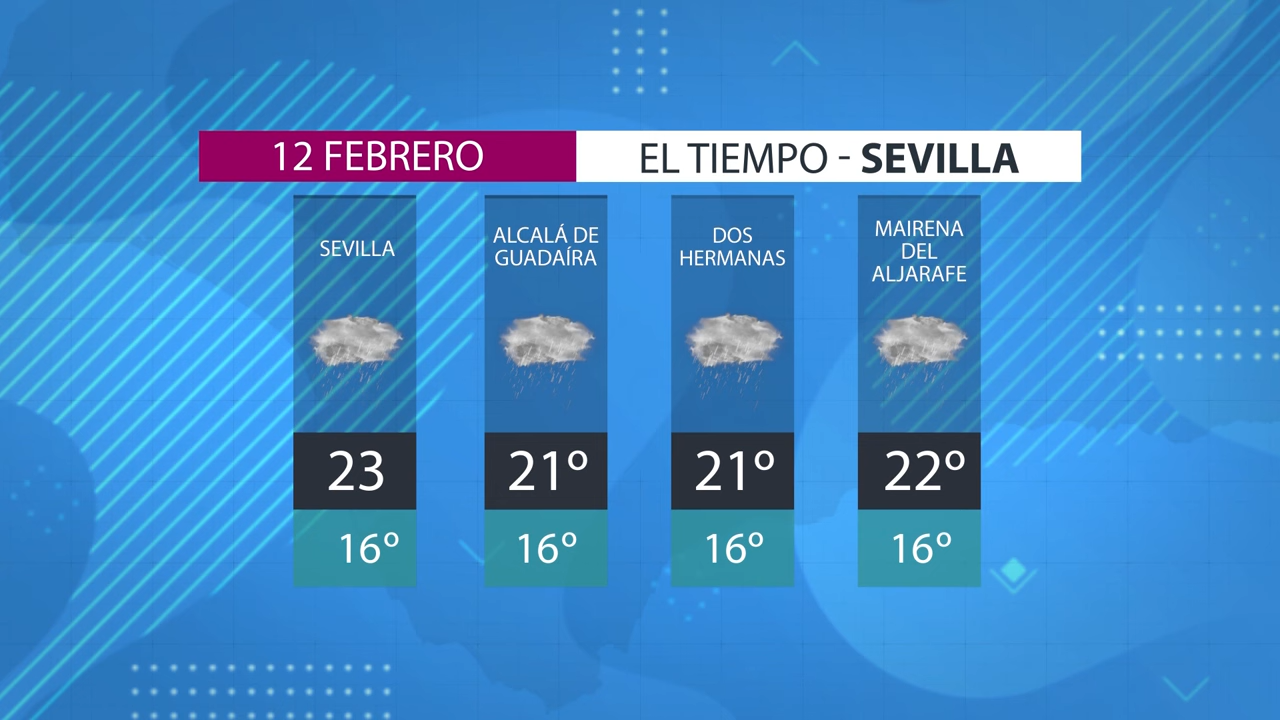 12 FEBRERO
EL TIEMPO - SEVILLA
SEVILLA
23
16º
ALCALÁ DE
GUADAÍRA
21º
16º
DOS
HERMANAS
21º
16º
MAIRENA
DEL
ALJARAFE
22º
16º